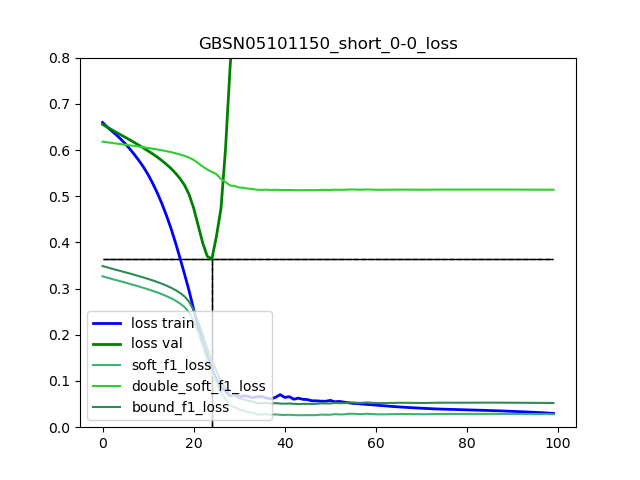 GBSN05101150_short_0-0_loss
0.8
0.7
0.6
0.5
0.4
0.3
0.2
0.1
0.0
loss train
loss val
soft_f1_loss
double_soft_f1_loss
bound_f1_loss
0 20 40 60 80 100